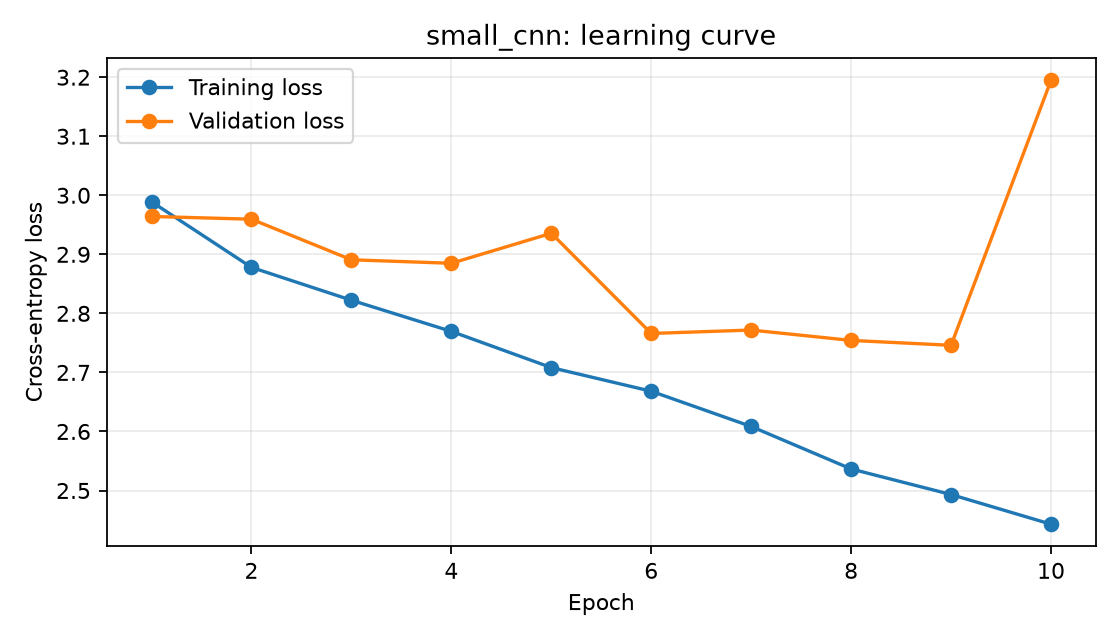 small_cnn: learning curve
Training loss
Validation loss
Cross-entropy loss
3.2
3.1
3.0
2.9
2.8
2.7
2.6
2.5
2 4 6 8 10
Epoch